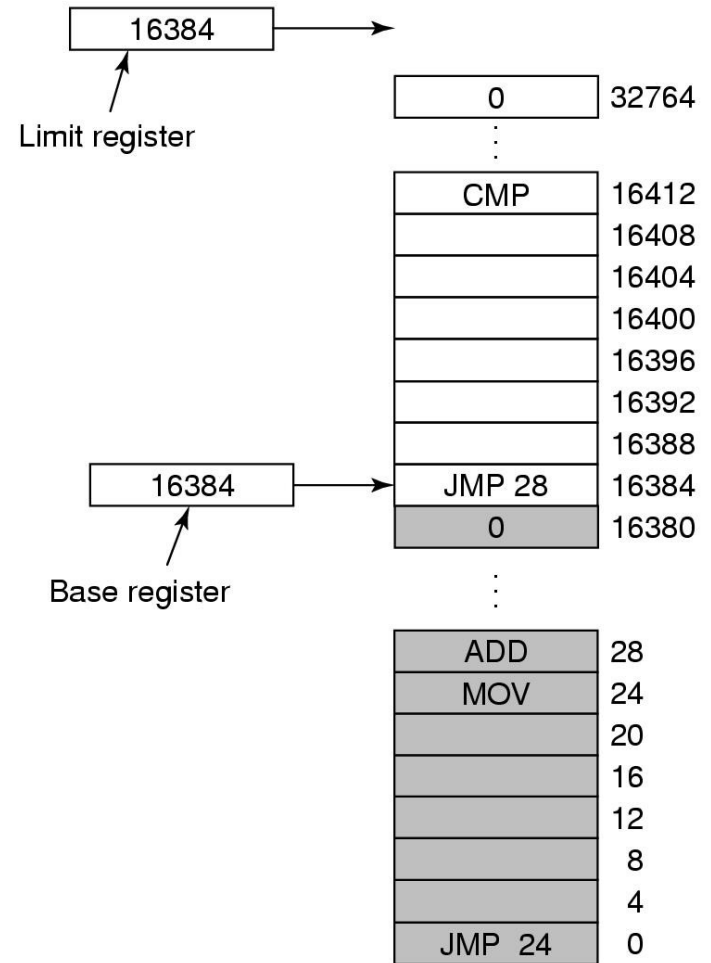 16384
Limit register
0 32764
CMP 16412
16408
16404
16400
16396
16392
16388
16384 JMP 28 16384
0 16380
Base register
ADD 28
MOV 24
20
16
12
8
4
JMP 24 0